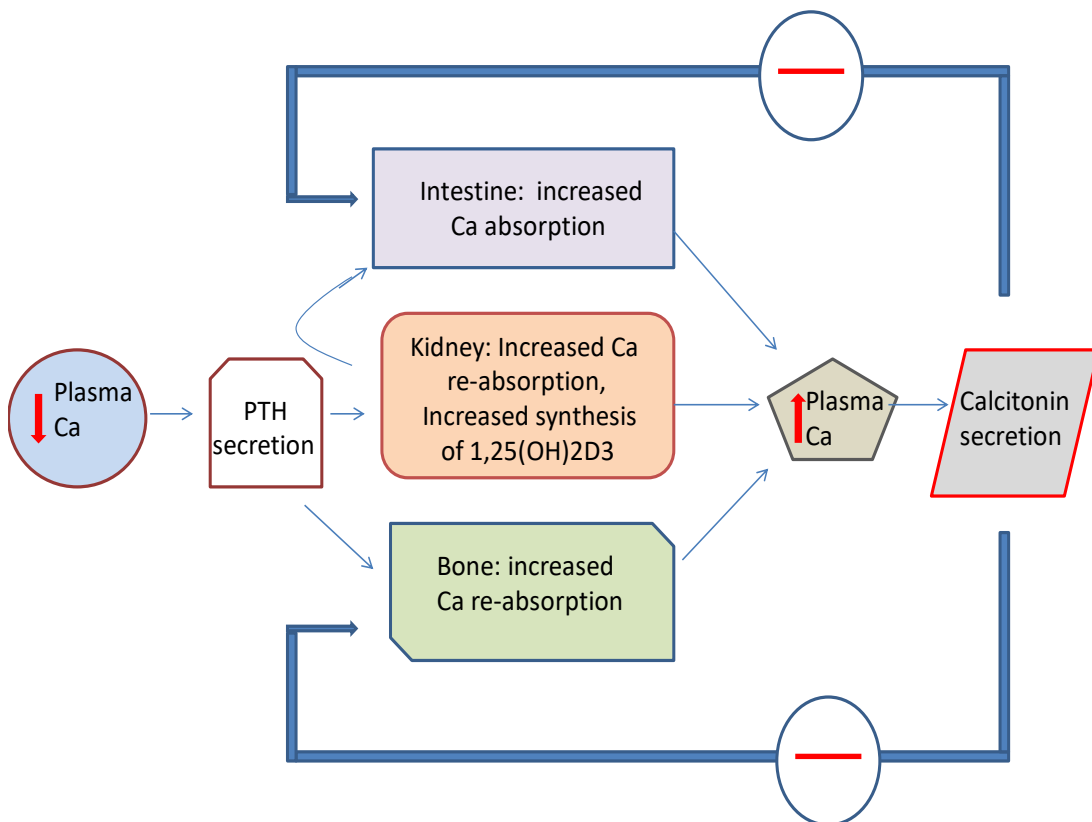 Intestine:  increased
Ca absorption
Kidney: Increased Ca
re-absorption,
Increased synthesis
of 1,25(OH)2D3
Plasma
Ca
PTH
secretion
Plasma
Ca
Calcitonin
secretion
Bone: increased
Ca re-absorption